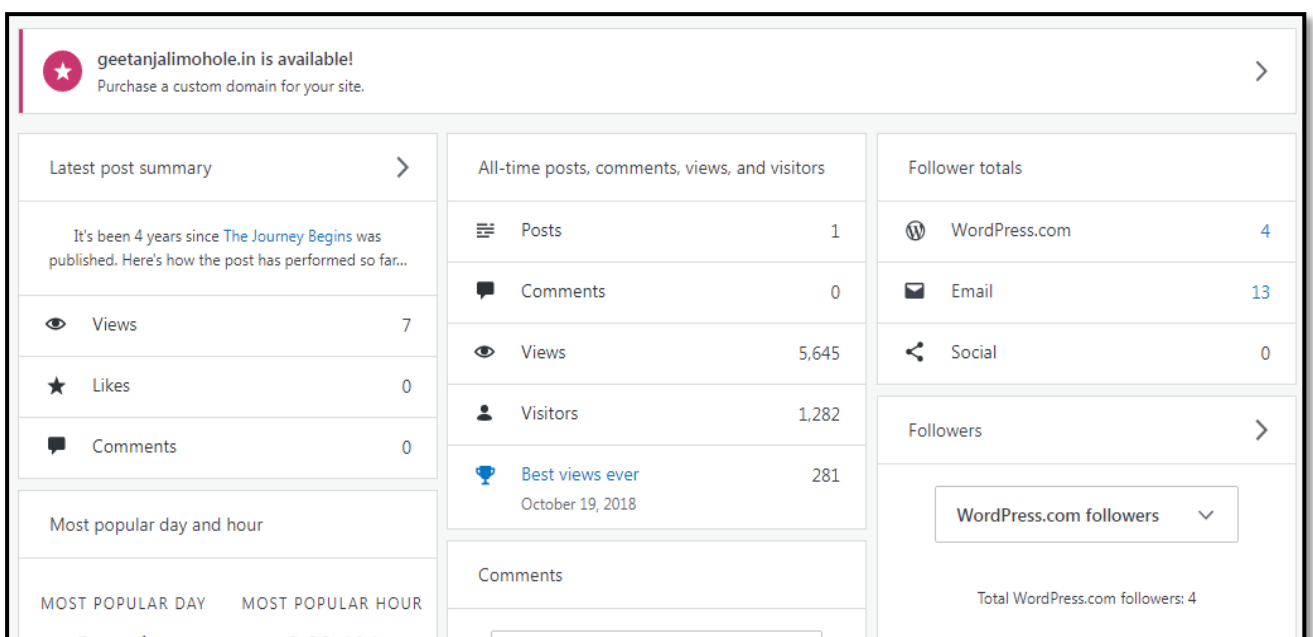 geetanjalimohole.in is available!
Purchase a custom domain for your site.
Latest post summary
It's been 4 years since The Journey Begins was
published. Here's how the post has performed so far...
Views 7
Likes 0
Comments 0
Most popular day and hour
MOST POPULAR DAY MOST POPULAR HOUR
All-time posts, comments, views, and visitors
Posts 1
Comments 0
Views 5,645
Visitors 1,282
Best views ever 281
October 19, 2018
Comments
Follower totals
WordPress.com 4
Email 13
Social 0
Followers
WordPress.com followers
Total WordPress.com followers: 4